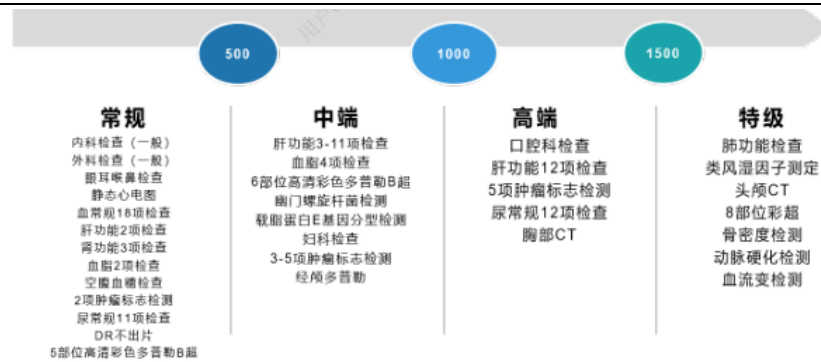 500
1000
1500
常规
内科检查（一般）
外科检查（一般）
眼耳喉鼻检查
静态心电图
血常规18项检查
肝功能2项检查
肾功能3项检查
血脂2项检查
空腹血糖检查
2项肿瘤标志检测
尿常规11项检查
DR不出片
5部位高清彩色多普勒B超
中端
肝功能3-11项检查
血脂4项检查
6部位高清彩色多普勒B超
幽门螺旋杆菌检测
载脂蛋白E基因分型检测
妇科检查
3-5项肿瘤标志检测
经颅多普勒
高端
口腔科检查
肝功能12项检查
5项肿瘤标志检测
尿常规12项检查
胸部CT
特级
肺功能检查
类风湿因子测定
头颅CT
8部位彩超
骨密度检测
动脉硬化检测
血流变检测